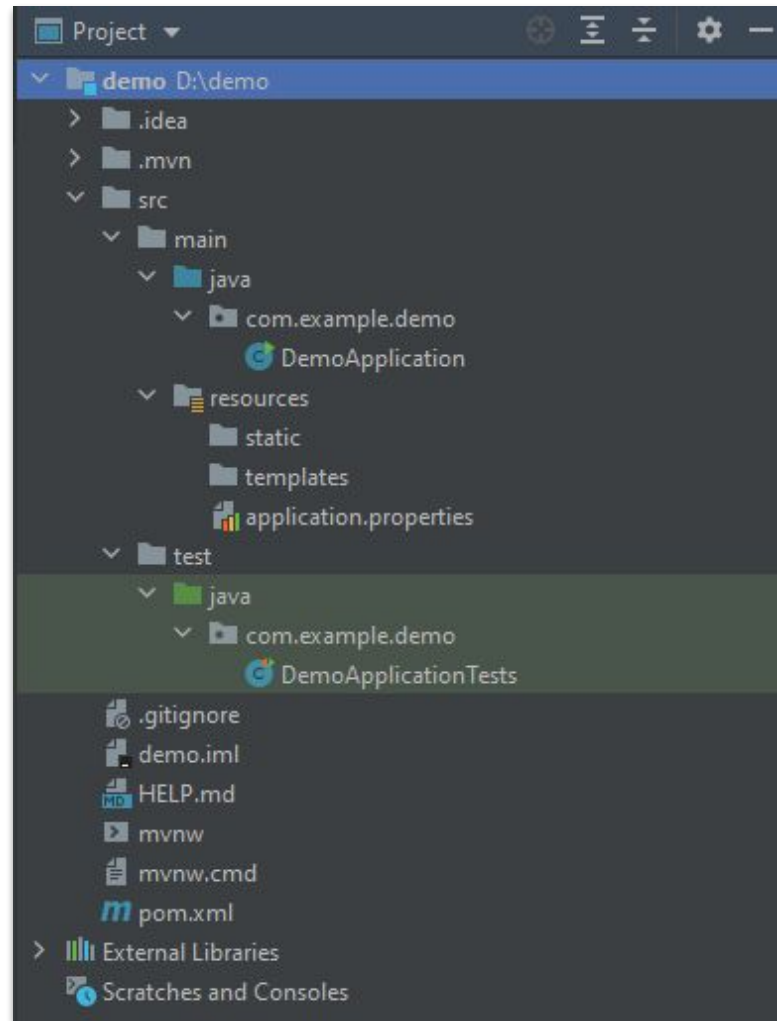 Project
demo D:\demo
.idea
.mvn
src
main
java
com.example.demo
DemoApplication
resources
static
templates
application.properties
test
java
com.example.demo
DemoApplicationTests
.gitignore
demo.iml
HELP.md
mvnw
mvnw.cmd
pom.xml
External Libraries
Scratches and Consoles